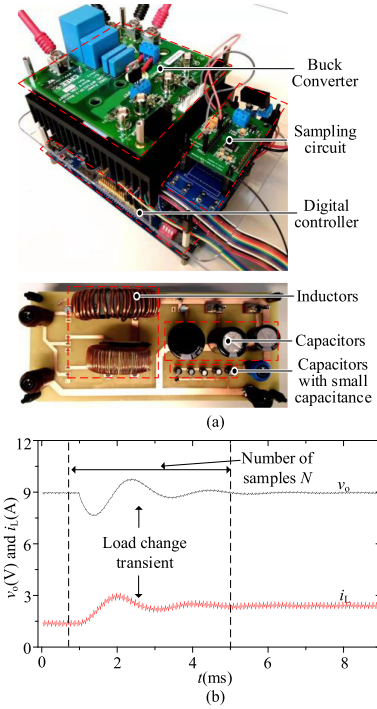 Buck
Converter
Sampling
circuit
Digital
controller
Inductors
Capacitors
Capacitors
with small
capacitance
(a)
12
9
6
3
0
vo(V) and iL(A)
Number of
samples N
vo
Load change
transient
iL
0
2
4
6
8
t(ms)
(b)